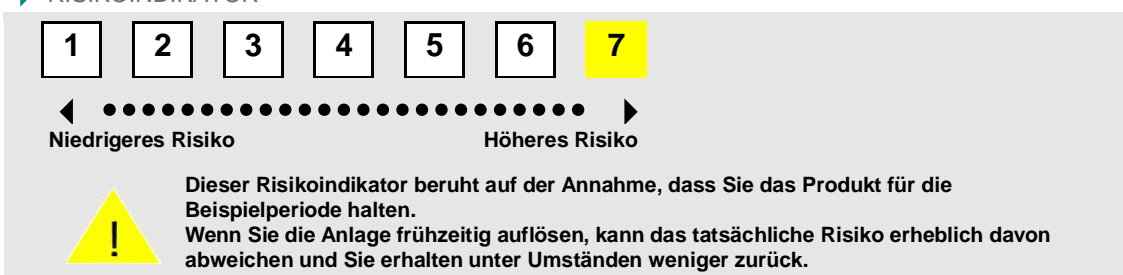 RISIKOINDIKATOR
1 2 3 4 5 6 7
Niedrigeres Risiko Höheres Risiko
Dieser Risikoindikator beruht auf der Annahme, dass Sie das Produkt für die
Beispielperiode halten.
! Wenn Sie die Anlage frühzeitig auflösen, kann das tatsächliche Risiko erheblich davon
abweichen und Sie erhalten unter Umständen weniger zurück.